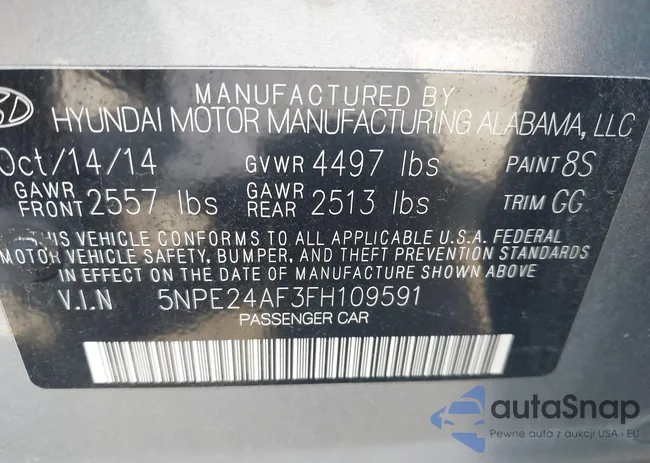 MANUFACTURED BY
HYUNDAI MOTOR MANUFACTURING ALABAMA, LLC
Oct/14/14 GVWR 4497 lbs PAINT 8S
GAWR FRONT 2557 lbs GAWR REAR 2513 lbs TRIM GG
THIS VEHICLE CONFORMS TO ALL APPLICABLE U.S.A. FEDERAL
MOTOR VEHICLE SAFETY, BUMPER, AND THEFT PREVENTION STANDARDS
IN EFFECT ON THE DATE OF MANUFACTURE SHOWN ABOVE
V.I.N 5NPE24AF3FH109591
PASSENGER CAR
autaSnap
Pewne auta z aukcji USA i EU